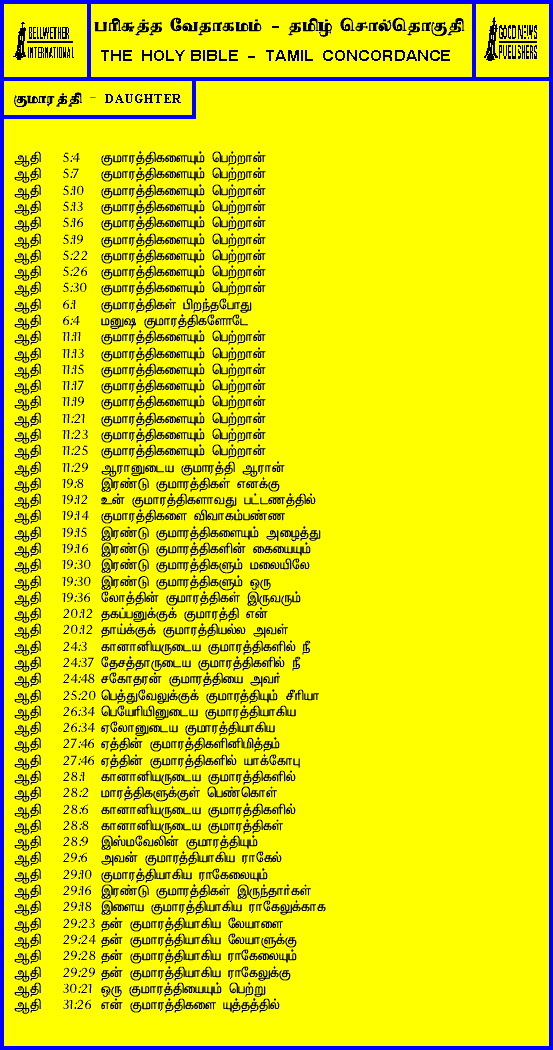 BELLWETHER
INTERNATIONAL
பரிசுத்த வேதாகமம் - தமிழ் சொல்தொகுதி
THE HOLY BIBLE - TAMIL CONCORDANCE
GOOD NEWS
PUBLISHERS
குமாரத்தி - DAUGHTER
ஆதி 5:4 குமாரத்திகளையும் பெற்றான்
ஆதி 5:7 குமாரத்திகளையும் பெற்றான்
ஆதி 5:10 குமாரத்திகளையும் பெற்றான்
ஆதி 5:13 குமாரத்திகளையும் பெற்றான்
ஆதி 5:16 குமாரத்திகளையும் பெற்றான்
ஆதி 5:19 குமாரத்திகளையும் பெற்றான்
ஆதி 5:22 குமாரத்திகளையும் பெற்றான்
ஆதி 5:26 குமாரத்திகளையும் பெற்றான்
ஆதி 5:30 குமாரத்திகளையும் பெற்றான்
ஆதி 6:1 குமாரத்திகள் பிறந்தபோது
ஆதி 6:4 மனுஷ குமாரத்திகளோடே
ஆதி 11:11 குமாரத்திகளையும் பெற்றான்
ஆதி 11:13 குமாரத்திகளையும் பெற்றான்
ஆதி 11:15 குமாரத்திகளையும் பெற்றான்
ஆதி 11:17 குமாரத்திகளையும் பெற்றான்
ஆதி 11:19 குமாரத்திகளையும் பெற்றான்
ஆதி 11:21 குமாரத்திகளையும் பெற்றான்
ஆதி 11:23 குமாரத்திகளையும் பெற்றான்
ஆதி 11:25 குமாரத்திகளையும் பெற்றான்
ஆதி 11:29 ஆரானுடைய குமாரத்தி ஆரான்
ஆதி 19:8 இரண்டு குமாரத்திகள் எனக்கு
ஆதி 19:12 உன் குமாரத்திகளாவது பட்டணத்தில்
ஆதி 19:14 குமாரத்திகளை விவாகம்பண்ண
ஆதி 19:15 இரண்டு குமாரத்திகளையும் அழைத்து
ஆதி 19:16 இரண்டு குமாரத்திகளின் கையையும்
ஆதி 19:30 இரண்டு குமாரத்திகளும் மலையிலே
ஆதி 19:30 இரண்டு குமாரத்திகளும் ஒரு
ஆதி 19:36 லோத்தின் குமாரத்திகள் இருவரும்
ஆதி 20:12 தகப்பனுக்குக் குமாரத்தி என்
ஆதி 20:12 தாய்க்குக் குமாரத்தியல்ல அவள்
ஆதி 24:3 கானானியருடைய குமாரத்திகளில் நீ
ஆதி 24:37 தேசத்தாருடைய குமாரத்திகளில் நீ
ஆதி 24:48 சகோதரன் குமாரத்தியை அவர்
ஆதி 25:20 பெத்துவேலுக்குக் குமாரத்தியும் சீரியா
ஆதி 26:34 பெயேரியினுடைய குமாரத்தியாகிய
ஆதி 26:34 ஏலோனுடைய குமாரத்தியாகிய
ஆதி 27:46 ஏத்தின் குமாரத்திகளினிமித்தம்
ஆதி 27:46 ஏத்தின் குமாரத்திகளில் யாக்கோபு
ஆதி 28:1 கானானியருடைய குமாரத்திகளில்
ஆதி 28:2 மாரத்திகளுக்குள் பெண்கொள்
ஆதி 28:6 கானானியருடைய குமாரத்திகளில்
ஆதி 28:8 கானானியருடைய குமாரத்திகள்
ஆதி 28:9 இஸ்மவேலின் குமாரத்தியும்
ஆதி 29:6 அவன் குமாரத்தியாகிய ராகேல்
ஆதி 29:10 குமாரத்தியாகிய ராகேலையும்
ஆதி 29:16 இரண்டு குமாரத்திகள் இருந்தார்கள்
ஆதி 29:18 இளைய குமாரத்தியாகிய ராகேலுக்காக
ஆதி 29:23 தன் குமாரத்தியாகிய லேயாளை
ஆதி 29:24 தன் குமாரத்தியாகிய லேயாளுக்கு
ஆதி 29:28 தன் குமாரத்தியாகிய ராகேலையும்
ஆதி 29:29 தன் குமாரத்தியாகிய ராகேலுக்கு
ஆதி 30:21 ஒரு குமாரத்தியையும் பெற்று
ஆதி 31:26 என் குமாரத்திகளை யுத்தத்தில்